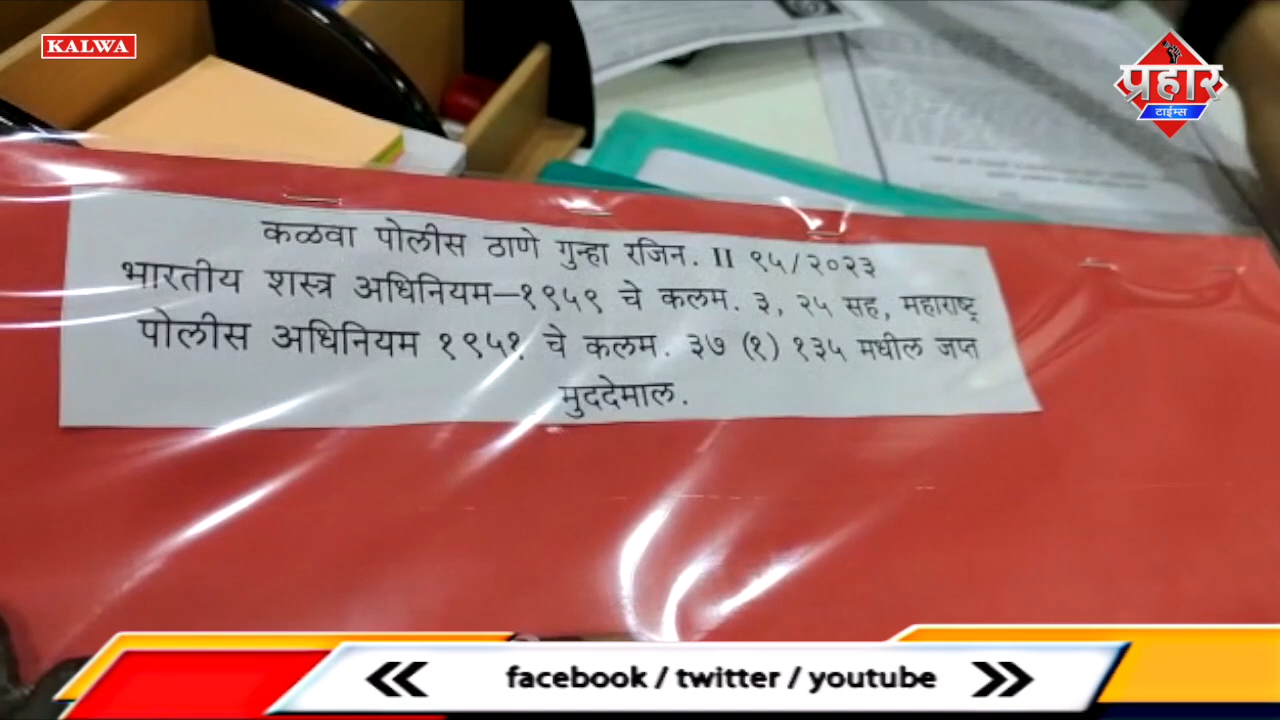 KALWA
प्रहार
टाईम्स
कळवा पोलीस ठाणे गुन्हा रजिन. II ९५/२०२३
भारतीय शस्त्र अधिनियम–१९५९ चे कलम. ३, २५ सह, महाराष्ट्र
पोलीस अधिनियम १९५१ चे कलम. ३७ (१) १३५ मधील जप्त
मुददेमाल.
facebook / twitter / youtube